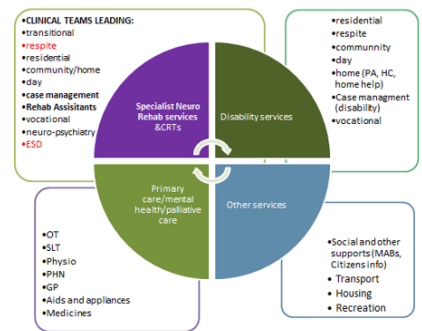 •CLINICAL TEAMS LEADING:
•transitional
•respite
•residential
•community/home
•day
•case management
•Rehab Assisitants
•vocational
•neuro-psychiatry
•ESD
•residential
•respite
•communnity
•day
•home (PA, HC,
home help)
•Case managment
(disability)
•vocational
Specialist Neuro
Rehab services
&CRTs
Disability services
Primary
care/mental
health/palliative
care
Other services
•OT
•SLT
•Physio
•PHN
•GP
•Aids and appliances
•Medicines
•Social and other
supports (MABs,
Citizens info)
• Transport
• Housing
• Recreation